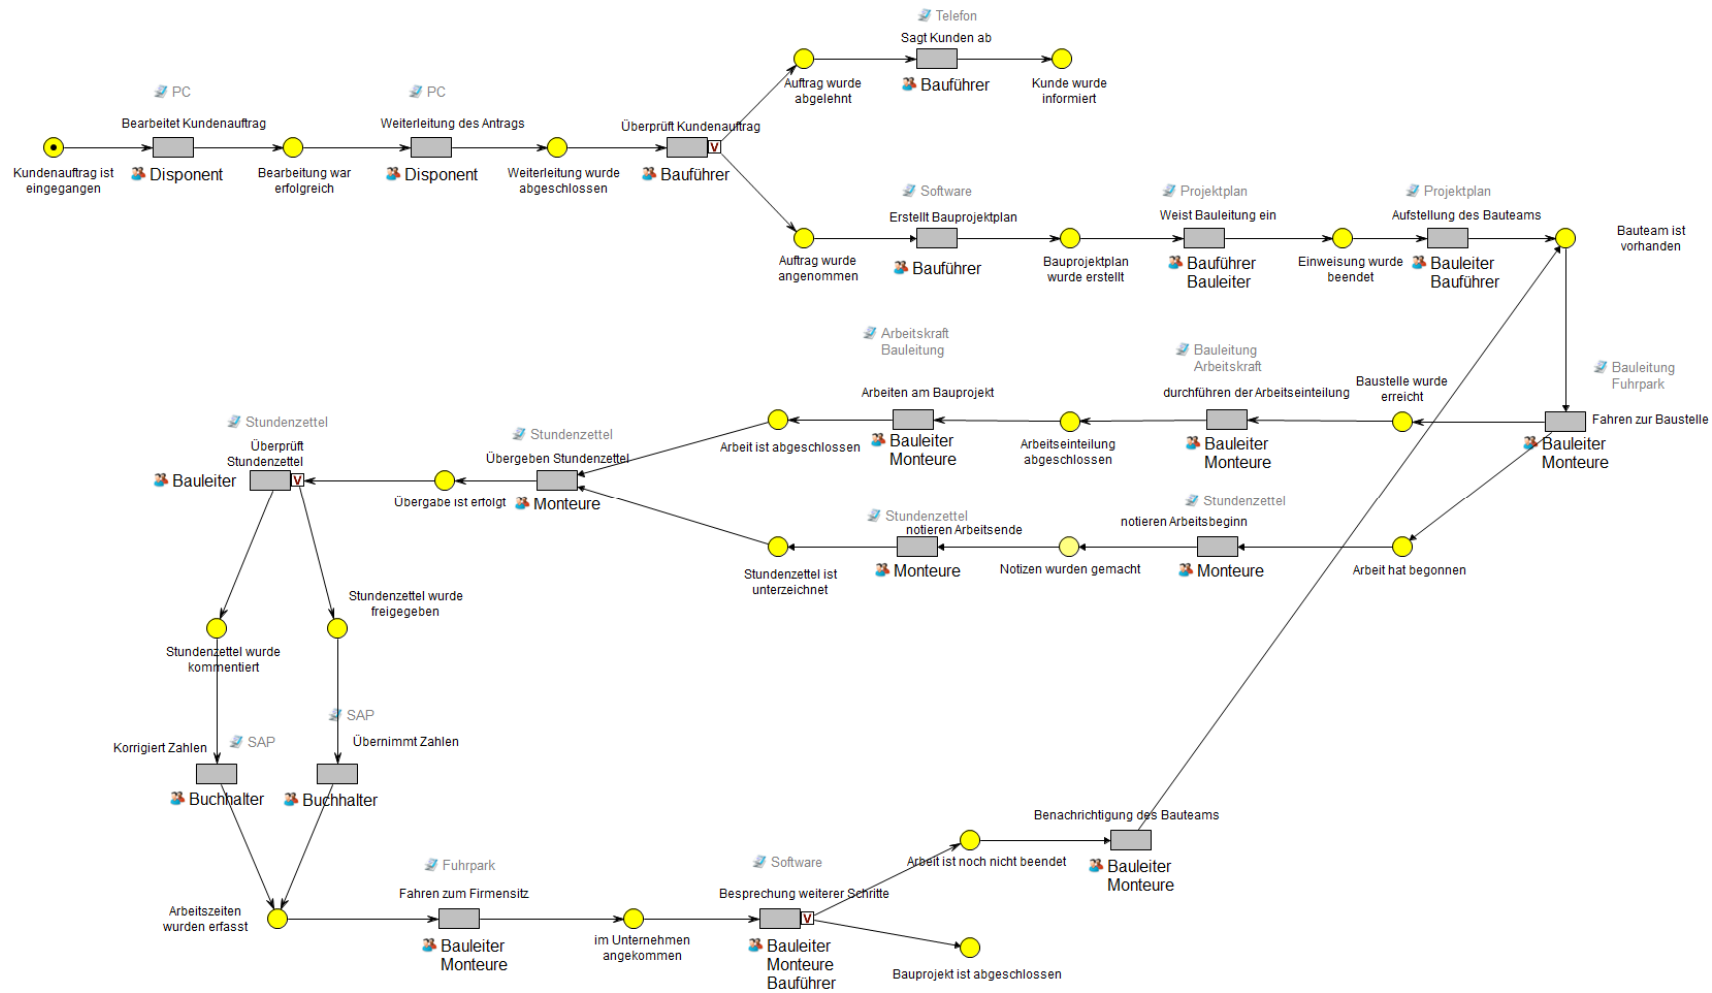 Telefon
Sagt Kunden ab
Auftrag wurde
abgelehnt
Bauführer
Kunde wurde
informiert
PC
PC
Bearbeitet Kundenauftrag
Weiterleitung des Antrags
Überprüft Kundenauftrag
V
Kundenauftrag ist
eingegangen
Disponent
Bearbeitung war
erfolgreich
Disponent
Weiterleitung wurde
abgeschlossen
Bauführer
Software
Projektplan
Projektplan
Erstellt Bauprojektplan
Weist Bauleitung ein
Aufstellung des Bauteams
Bauteam ist
vorhanden
Auftrag wurde
angenommen
Bauführer
Bauprojektplan
wurde erstellt
Bauführer
Bauleiter
Einweisung wurde
beendet
Bauleiter
Bauführer
Arbeitskraft
Bauleitung
Bauleitung
Arbeitskraft
Bauleitung
Fuhrpark
Arbeiten am Bauprojekt
durchführen der Arbeitseinteilung
Baustelle wurde
erreicht
Fahren zur Baustelle
Stundenzettel
Überprüft
Stundenzettel
V
Bauleiter
Stundenzettel
Übergeben Stundenzettel
Arbeit ist abgeschlossen
Bauleiter
Monteure
Arbeitseinteilung
abgeschlossen
Bauleiter
Monteure
Bauleiter
Monteure
Übergabe ist erfolgt
Monteure
Stundenzettel
notieren Arbeitsende
Stundenzettel
notieren Arbeitsbeginn
Stundenzettel ist
unterzeichnet
Monteure
Notizen wurden gemacht
Monteure
Arbeit hat begonnen
Stundenzettel wurde
freigegeben
Stundenzettel wurde
kommentiert
SAP
Korrigiert Zahlen
SAP
Übernimmt Zahlen
Buchhalter
Buchhalter
Benachrichtigung des Bauteams
Fuhrpark
Software
Arbeit ist noch nicht beendet
Bauleiter
Monteure
Fahren zum Firmensitz
Besprechung weiterer Schritte
V
Arbeitszeiten
wurden erfasst
Bauleiter
Monteure
im Unternehmen
angekommen
Bauleiter
Monteure
Bauführer
Bauprojekt ist abgeschlossen